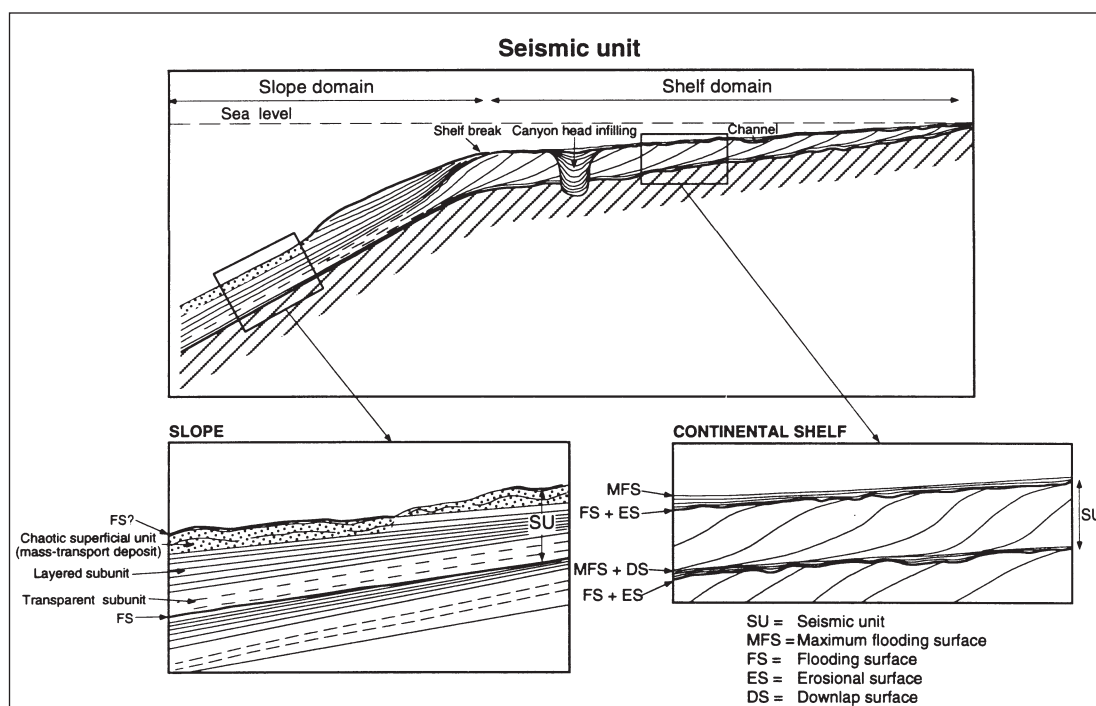 Seismic unit
Slope domain
Shelf domain
Sea level
Shelf break
Canyon head infilling
Channel
SLOPE
FS?
Chaotic superficial unit
(mass-transport deposit)
Layered subunit
Transparent subunit
FS
SU
CONTINENTAL SHELF
MFS
FS + ES
MFS + DS
FS + ES
SU
SU = Seismic unit
MFS = Maximum flooding surface
FS = Flooding surface
ES = Erosional surface
DS = Downlap surface